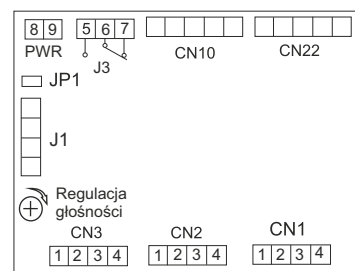 8 9 5 6 7
PWR J3 CN10 CN22
JP1
J1
Regulacja
głośności
CN3 CN2 CN1
1 2 3 4 1 2 3 4 1 2 3 4